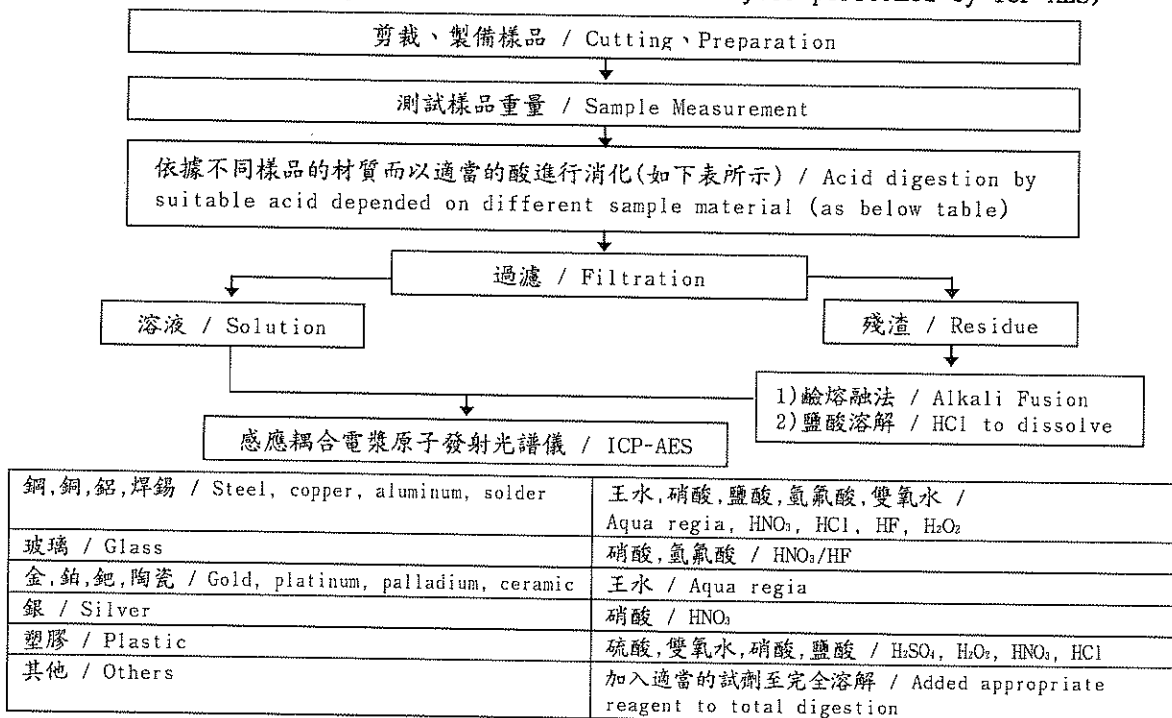 by ICP-AES)
剪裁、製備樣品 / Cutting、Preparation
測試樣品重量 / Sample Measurement
依據不同樣品的材質而以適當的酸進行消化(如下表所示) / Acid digestion by
suitable acid depended on different sample material (as below table)
過濾 / Filtration
溶液 / Solution
殘渣 / Residue
1)鹼熔融法 / Alkali Fusion
2)鹽酸溶解 / HCl to dissolve
感應耦合電漿原子發射光譜儀 / ICP-AES
鋼,銅,鋁,焊錫 / Steel, copper, aluminum, solder
王水,硝酸,鹽酸,氫氟酸,雙氧水 /
Aqua regia, HNO₃, HCl, HF, H₂O₂
玻璃 / Glass
硝酸,氫氟酸 / HNO₃/HF
金,鉑,鈀,陶瓷 / Gold, platinum, palladium, ceramic
王水 / Aqua regia
銀 / Silver
硝酸 / HNO₃
塑膠 / Plastic
硫酸,雙氧水,硝酸,鹽酸 / H₂SO₄, H₂O₂, HNO₃, HCl
其他 / Others
加入適當的試劑至完全溶解 / Added appropriate
reagent to total digestion